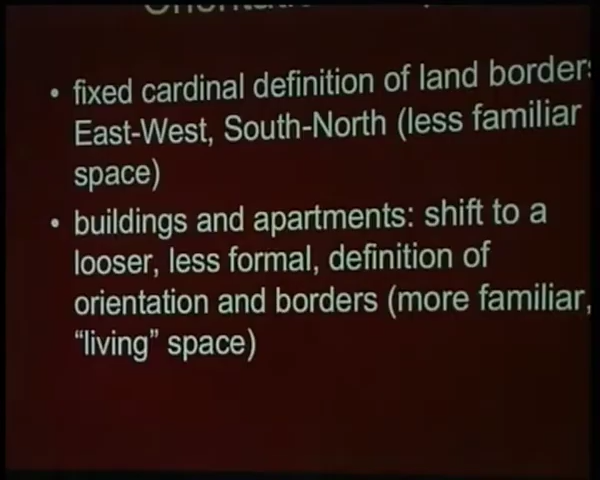 • fixed cardinal definition of land border
East-West, South-North (less familiar
space)
• buildings and apartments: shift to a
looser, less formal, definition of
orientation and borders (more familiar,
“living” space)